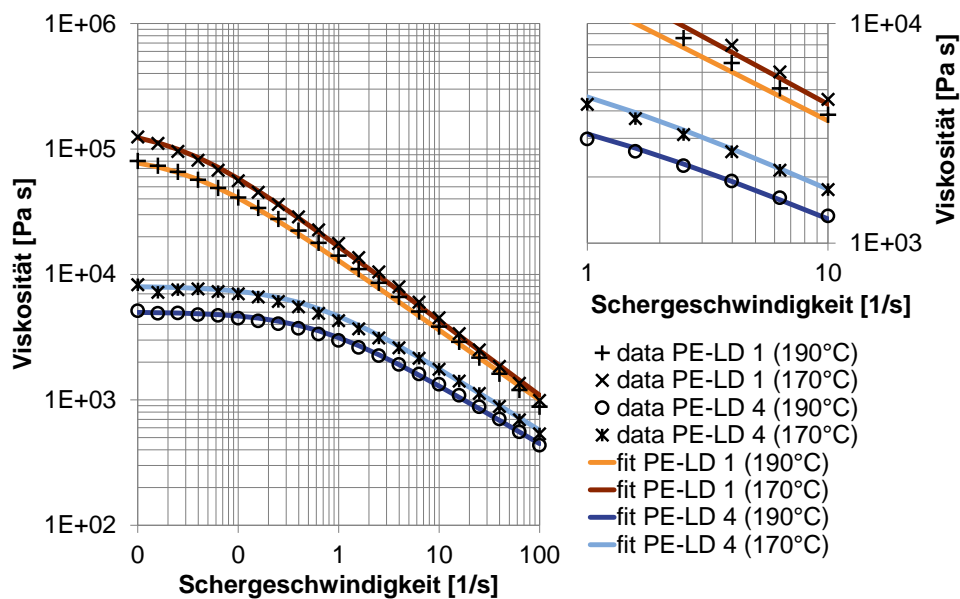 1E+06
1E+05
1E+04
1E+03
1E+02
Viskosität [Pa s]
0 0 1 10 100
Schergeschwindigkeit [1/s]
1E+04
1E+03
Viskosität [Pa s]
1 10
Schergeschwindigkeit [1/s]
data PE-LD 1 (190°C)
data PE-LD 1 (170°C)
data PE-LD 4 (190°C)
data PE-LD 4 (170°C)
fit PE-LD 1 (190°C)
fit PE-LD 1 (170°C)
fit PE-LD 4 (190°C)
fit PE-LD 4 (170°C)